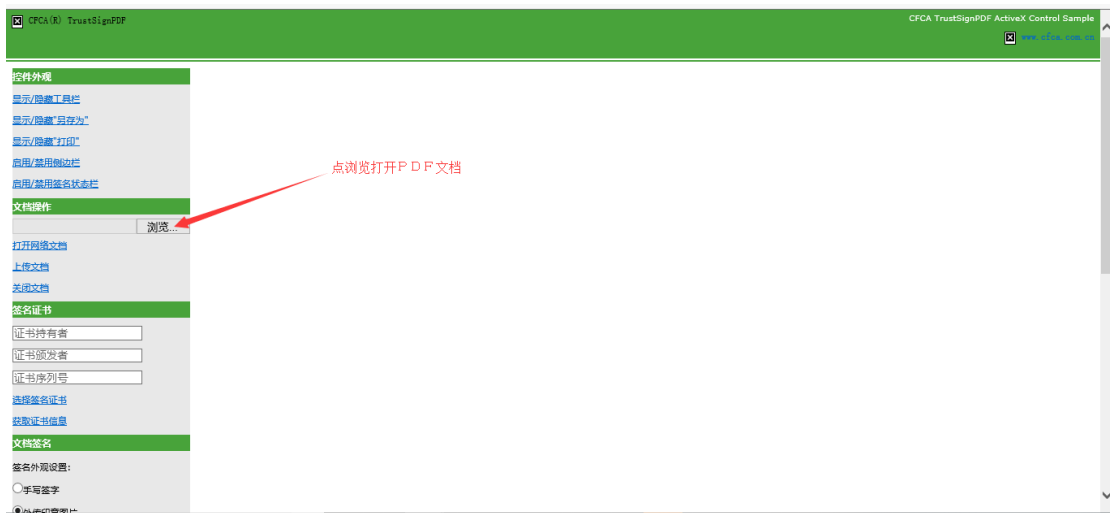 CFCA(R) TrustSignPDF
CFCA TrustSignPDF ActiveX Control Sample
www.cfca.com.cn
控件外观
显示/隐藏工具栏
显示/隐藏"另存为"
显示/隐藏"打印"
启用/禁用侧边栏
启用/禁用签名状态栏
点浏览打开ＰＤＦ文档
文档操作
浏览...
打开网络文档
上传文档
关闭文档
签名证书
证书持有者
证书颁发者
证书序列号
选择签名证书
获取证书信息
文档签名
签名外观设置:
手写签字
外传印章图片